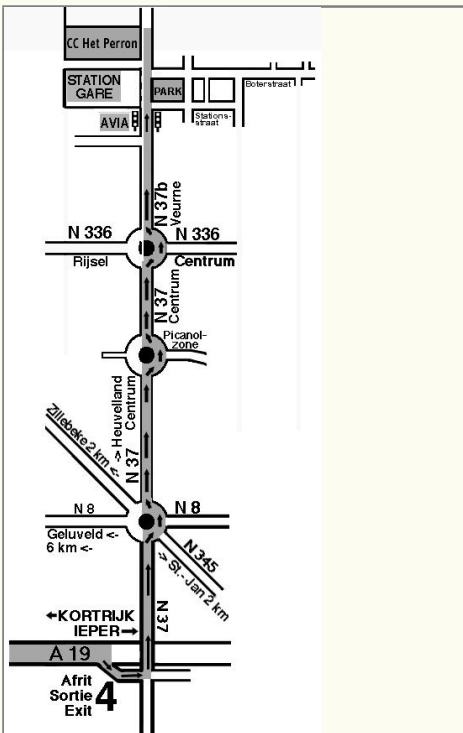 CC Het Perron
STATION
GARE
PARK
Boterstraat
AVIA
Stations-
straat
N 37b
Veurne
N 336
N 336
Rijsel
Centrum
N 37
Centrum
Picanol-
zone
-> Heuvelland
Centrum
N 37
Zillebeke 2 km <-
N 8
N 8
Geluveld <-
6 km <-
N 345
-> St.- Jan 2 km
N37
←KORTRIJK
IEPER→
A 19
Afrit
Sortie
Exit
4